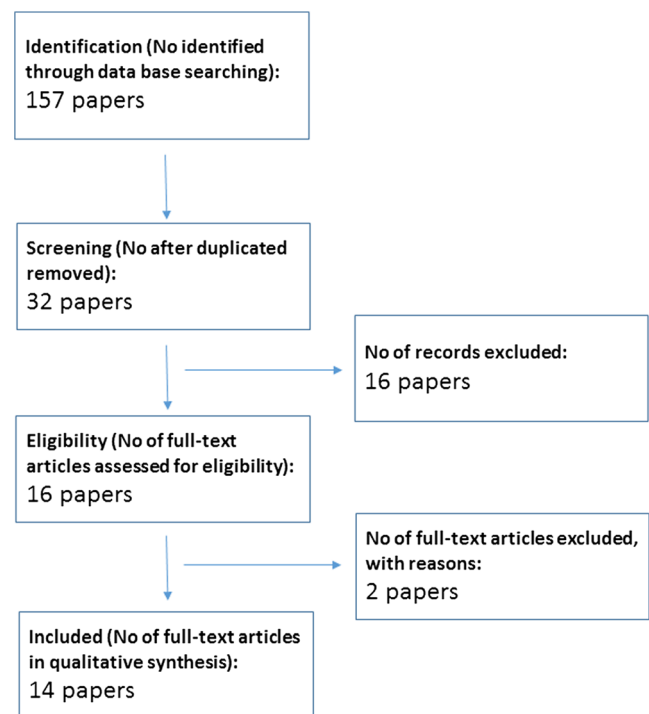 Identification (No identified
through data base searching):
157 papers
Screening (No after duplicated
removed):
32 papers
No of records excluded:
16 papers
Eligibility (No of full-text
articles assessed for eligibility):
16 papers
No of full-text articles excluded,
with reasons:
2 papers
Included (No of full-text articles
in qualitative synthesis):
14 papers